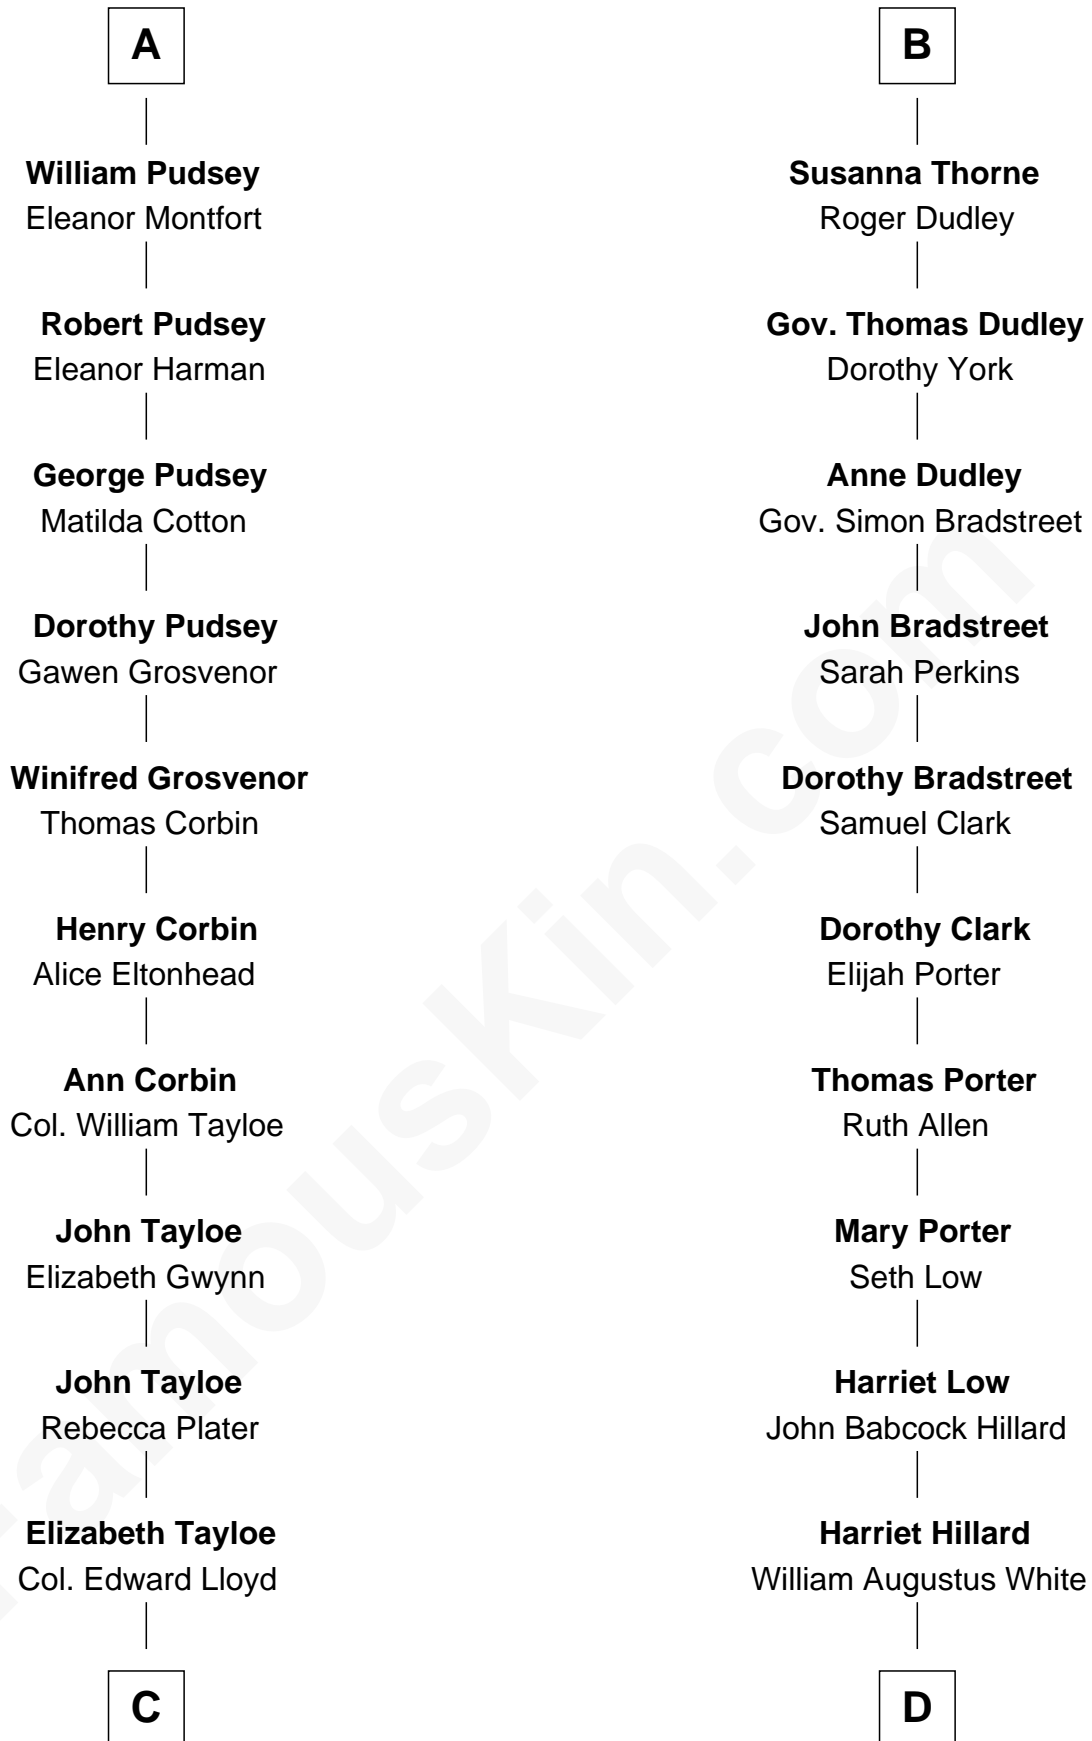 A
William Pudsey
Eleanor Montfort
Robert Pudsey
Eleanor Harman
George Pudsey
Matilda Cotton
Dorothy Pudsey
Gawen Grosvenor
Winifred Grosvenor
Thomas Corbin
Henry Corbin
Alice Eltonhead
Ann Corbin
Col. William Tayloe
John Tayloe
Elizabeth Gwynn
John Tayloe
Rebecca Plater
Elizabeth Tayloe
Col. Edward Lloyd
C
B
Susanna Thorne
Roger Dudley
Gov. Thomas Dudley
Dorothy York
Anne Dudley
Gov. Simon Bradstreet
John Bradstreet
Sarah Perkins
Dorothy Bradstreet
Samuel Clark
Dorothy Clark
Elijah Porter
Thomas Porter
Ruth Allen
Mary Porter
Seth Low
Harriet Low
John Babcock Hillard
Harriet Hillard
William Augustus White
D
FamousKin.com